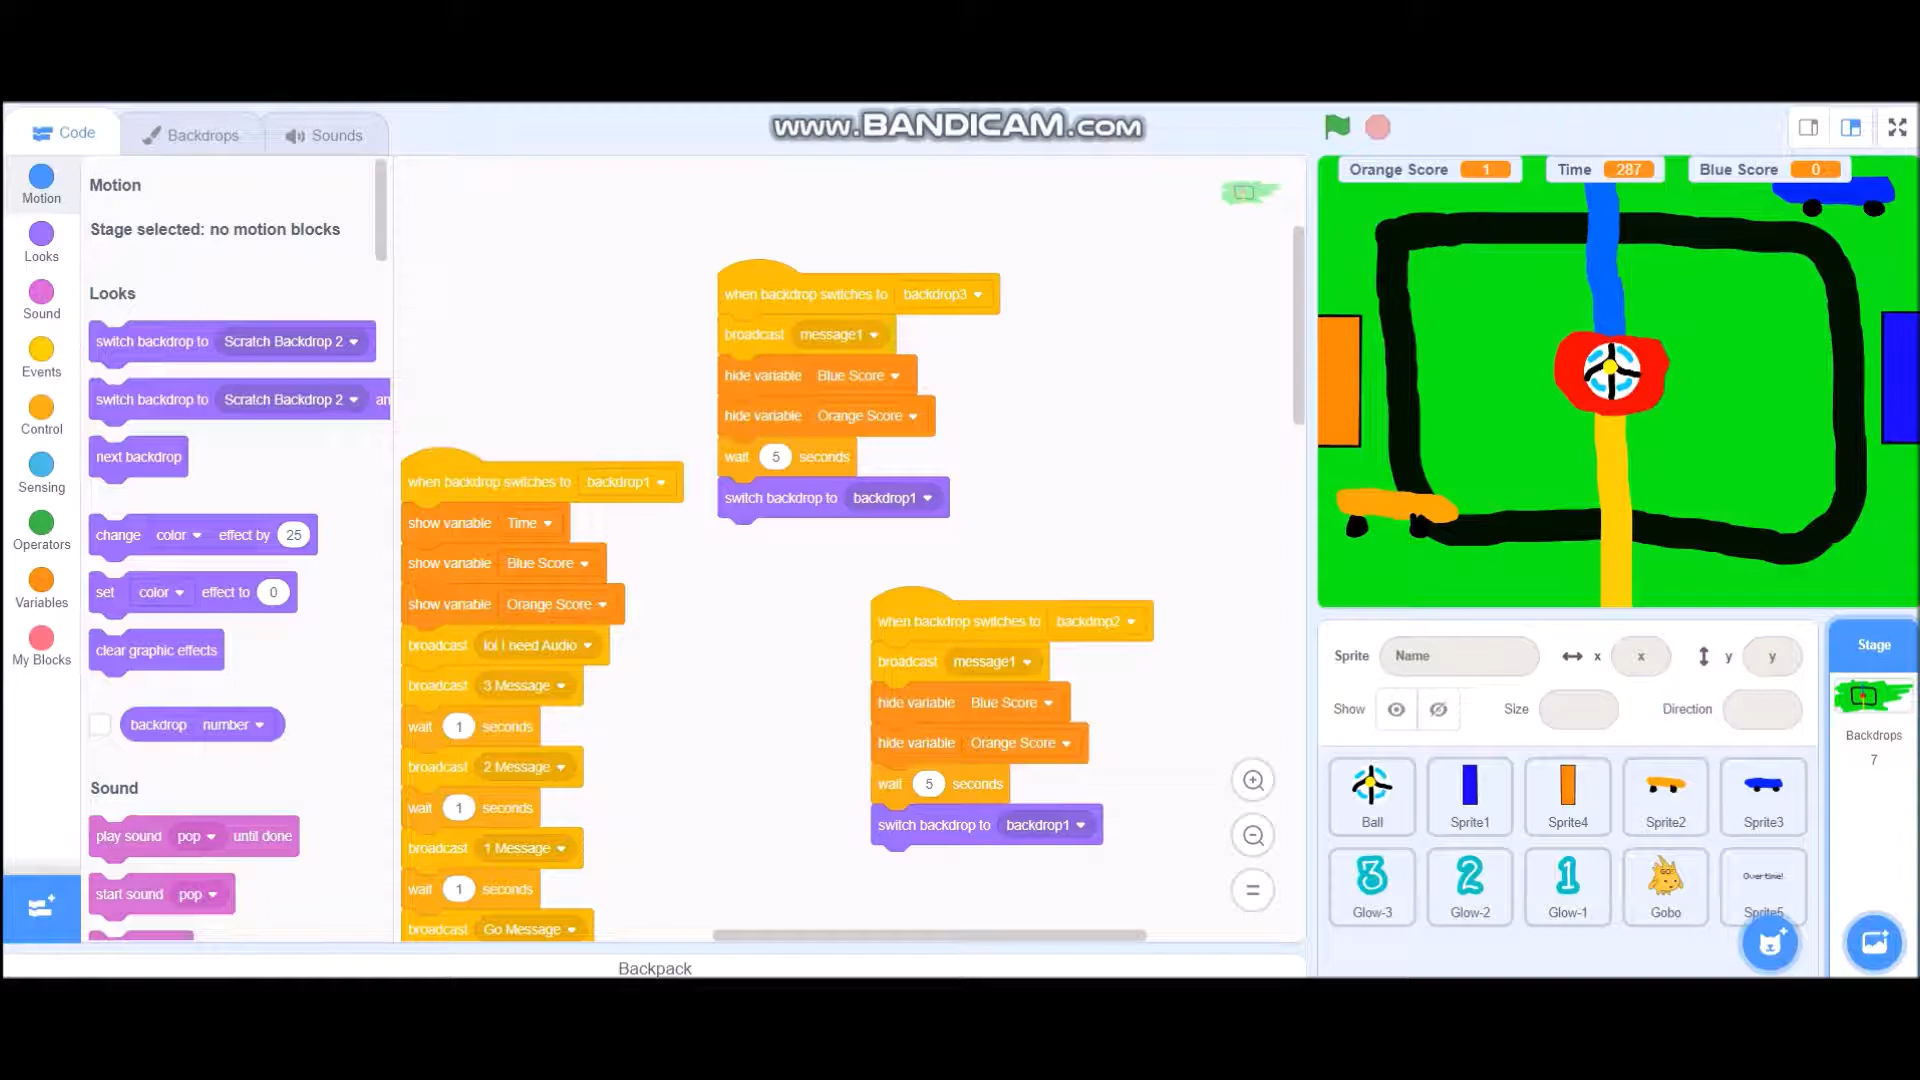 www.BANDICAM.com
Code
Backdrops
Sounds
Motion
Looks
Sound
Events
Control
Sensing
Operators
Variables
My Blocks
Motion
Stage selected: no motion blocks
Looks
switch backdrop to Scratch Backdrop 2
switch backdrop to Scratch Backdrop 2 an
next backdrop
change color effect by 25
set color effect to 0
clear graphic effects
backdrop number
Sound
play sound pop until done
start sound pop
when backdrop switches to backdrop1
show variable Time
show variable Blue Score
show variable Orange Score
broadcast lol I need Audio
broadcast 3 Message
wait 1 seconds
broadcast 2 Message
wait 1 seconds
broadcast 1 Message
wait 1 seconds
broadcast Go Message
when backdrop switches to backdrop3
broadcast message1
hide variable Blue Score
hide variable Orange Score
wait 5 seconds
switch backdrop to backdrop1
when backdrop switches to backdrop2
broadcast message1
hide variable Blue Score
hide variable Orange Score
wait 5 seconds
switch backdrop to backdrop1
Backpack
Orange Score 1
Time 287
Blue Score 0
Sprite Name
x x
y y
Show
Size
Direction
Ball
Sprite1
Sprite4
Sprite2
Sprite3
3
Glow-3
2
Glow-2
1
Glow-1
Gobo
Overtime!
Sprite5
Stage
Backdrops
7